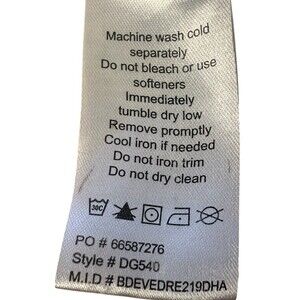 Machine wash cold
separately
Do not bleach or use
softeners
Immediately
tumble dry low
Remove promptly
Cool iron if needed
Do not iron trim
Do not dry clean
30C
PO # 66587276
Style # DG540
M.I.D # BDEVEDRE219DHA